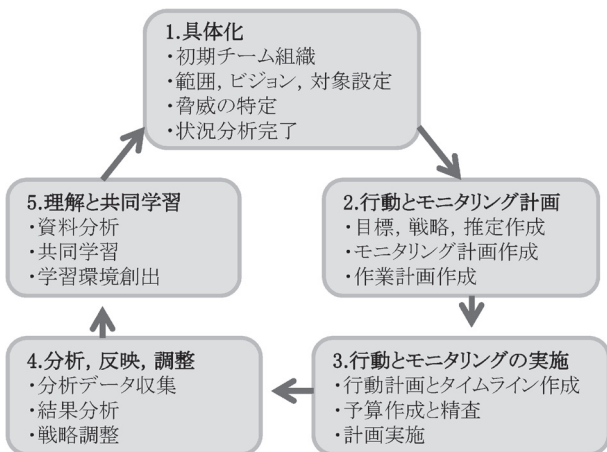 1.具体化
・初期チーム組織
・範囲, ビジョン, 対象設定
・脅威の特定
・状況分析完了
2.行動とモニタリング計画
・目標, 戦略, 推定作成
・モニタリング計画作成
・作業計画作成
3.行動とモニタリングの実施
・行動計画とタイムライン作成
・予算作成と精査
・計画実施
4.分析, 反映, 調整
・分析データ収集
・結果分析
・戦略調整
5.理解と共同学習
・資料分析
・共同学習
・学習環境創出